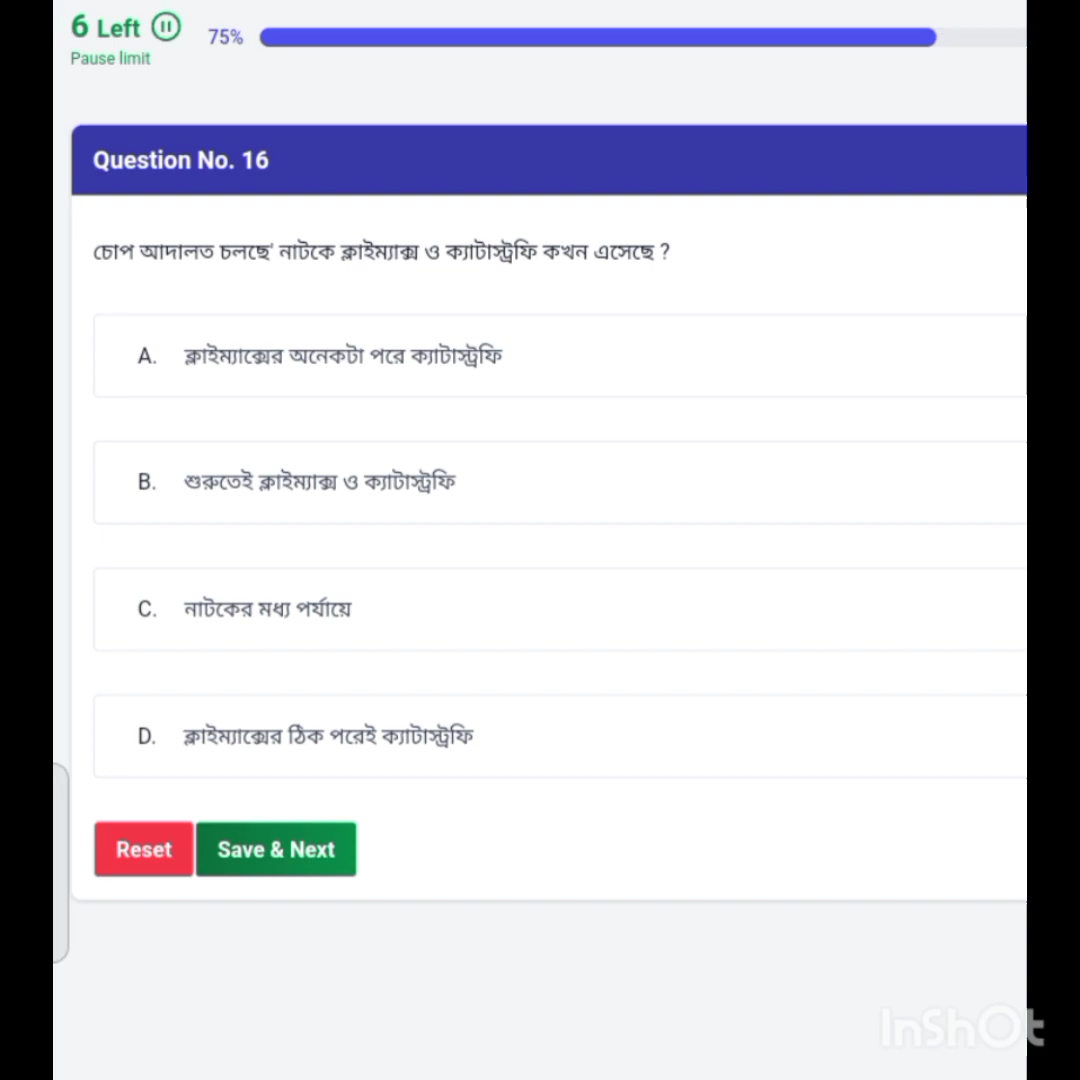 6 Left
75%
Pause limit
Question No. 16
চোপ আদালত চলছে' নাটকে ক্লাইম্যাক্স ও ক্যাটাস্ট্রফি কখন এসেছে ?
A. ক্লাইম্যাক্সের অনেকটা পরে ক্যাটাস্ট্রফি
B. শুরুতেই ক্লাইম্যাক্স ও ক্যাটাস্ট্রফি
C. নাটকের মধ্য পর্যায়ে
D. ক্লাইম্যাক্সের ঠিক পরেই ক্যাটাস্ট্রফি
Reset Save & Next
InShOt